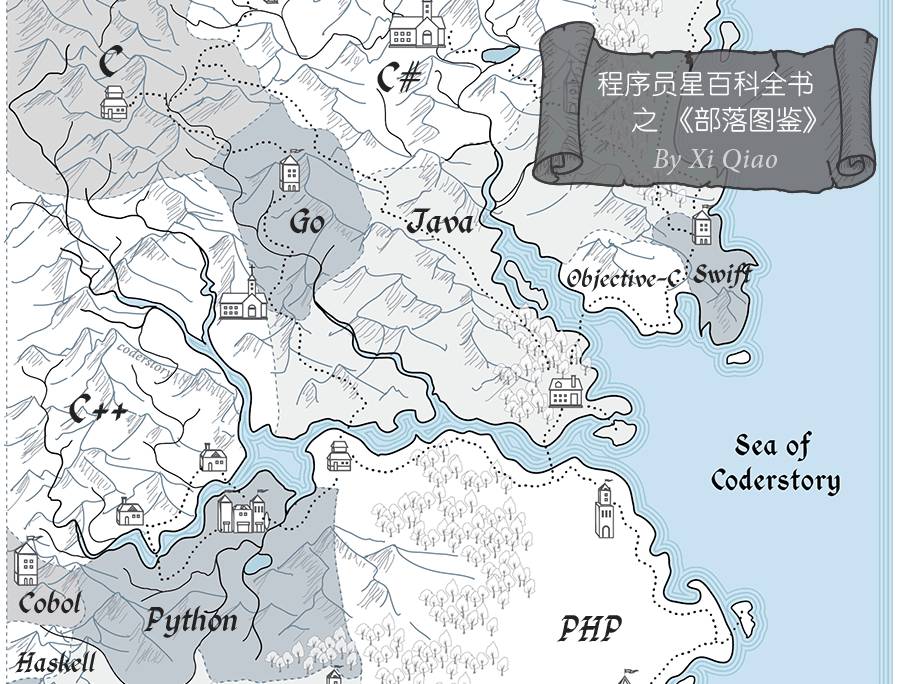 C
C#
程序员星百科全书
之 《部落图鉴》
By Xi Qiao
Go
Java
Objective-C
Swift
coderstory
C++
Sea of
Coderstory
Cobol
Python
PHP
Haskell